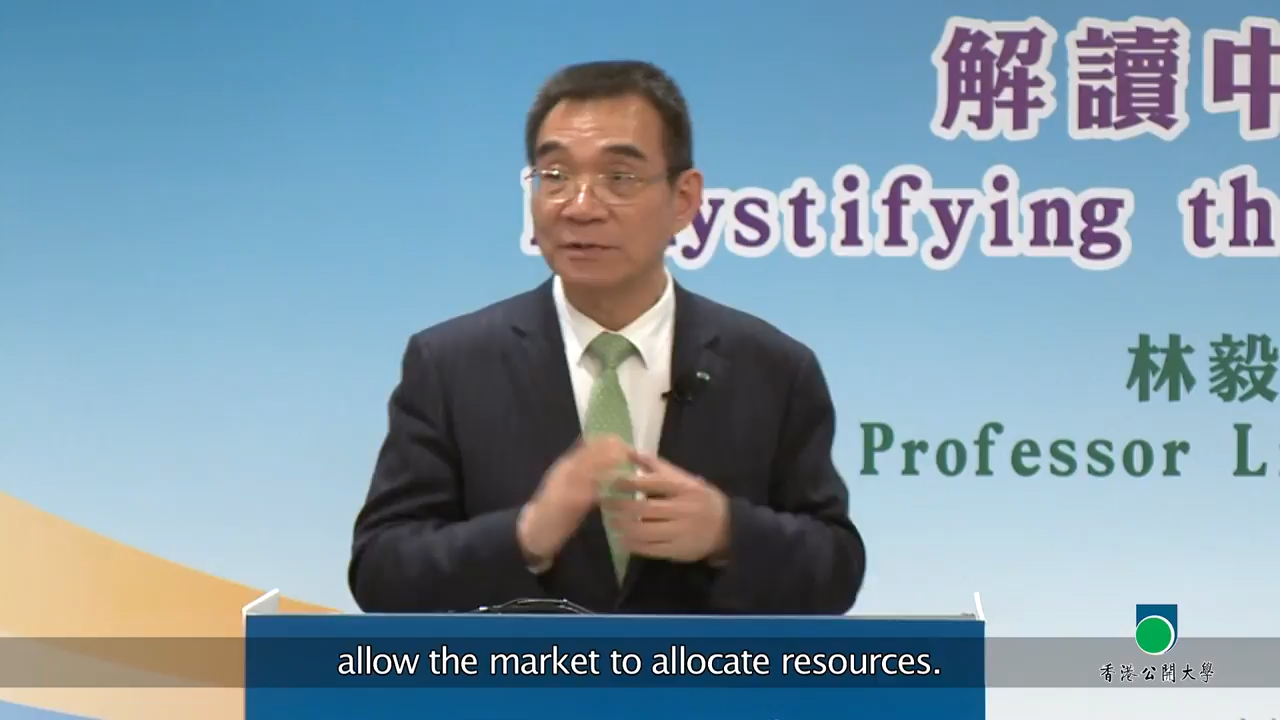 解讀中
ystifying th
林毅
Professor L
allow the market to allocate resources.
香港公開大學